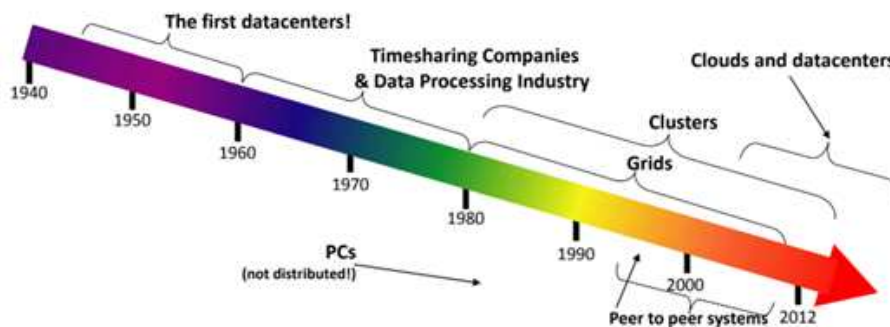 The first datacenters!
Timesharing Companies
& Data Processing Industry
Clouds and datacenters
Clusters
Grids
1940
1950
1960
1970
1980
1990
2000
2012
PCs
(not distributed!)
Peer to peer systems